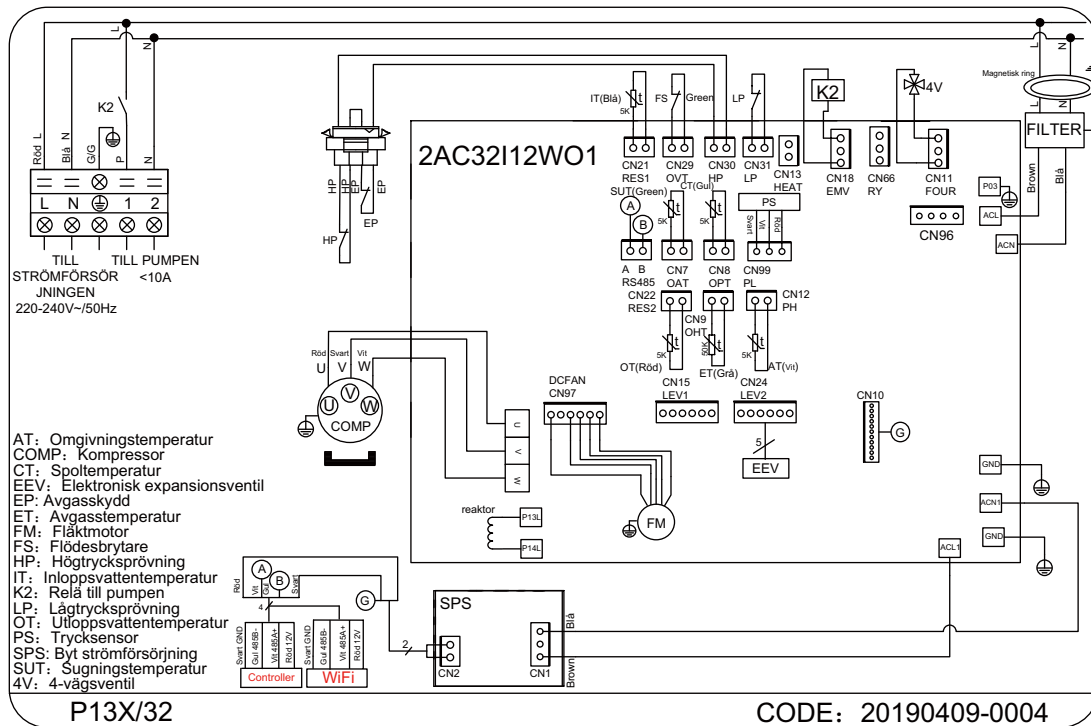 L
N
K2
Röd L
Blå N
G/G
P
N
L N 1 2
TILL
STRÖMFÖRSÖR
JNINGEN
220-240V~/50Hz
TILL PUMPEN
<10A
HP
HP
EP
EP
HP
EP
2AC32I12WO1
IT(Blå)
5K
FS
Green
LP
K2
4V
CN21
RES1
CN29
OVT
CN30
HP
CN31
LP
CN13
HEAT
CN18
EMV
CN66
RY
CN11
FOUR
SUT(Green)
A
B
5K
CT(Gul)
5K
PS
Svart
Vit
Röd
A B
RS485
CN7
OAT
CN8
OPT
CN99
PL
CN96
CN22
RES2
CN9
OHT
CN12
PH
OT(Röd)
5K
50K
ET(Grå)
5K
AT(Vit)
t
t
t
t
t
t
CN15
LEV1
CN24
LEV2
5
EEV
CN10
G
DCFAN
CN97
FM
L
N
Magnetisk ring
L
N
FILTER
Brown
Blå
P03
ACL
ACN
GND
ACN1
GND
ACL1
Röd Svart Vit
U V W
U
V
W
COMP
U
V
W
reaktor
P13L
P14L
AT: Omgivningstemperatur
COMP: Kompressor
CT: Spoltemperatur
EEV: Elektronisk expansionsventil
EP: Avgasskydd
ET: Avgasstemperatur
FM: Fläktmotor
FS: Flödesbrytare
HP: Högtrycksprövning
IT: Inloppsvattentemperatur
K2: Relä till pumpen
LP: Lågtrycksprövning
OT: Utloppsvattentemperatur
PS: Trycksensor
SPS: Byt strömförsörjning
SUT: Sugningstemperatur
4V: 4-vägsventil
Röd
Vit
A
Gul
B
Svart
4
G
Svart GND
Gul 485B-
Vit 485A+
Röd 12V
Controller
Svart GND
Gul 485B-
Vit 485A+
Röd 12V
WiFi
2
SPS
CN2
CN1
Blå
Brown
P13X/32
CODE: 20190409-0004